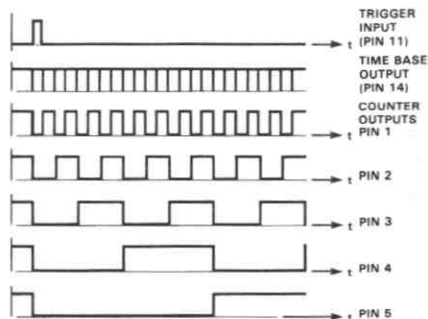 TRIGGER
INPUT
t (PIN 11)
TIME BASE
OUTPUT
t (PIN 14)
COUNTER
OUTPUTS
t PIN 1
t PIN 2
t PIN 3
t PIN 4
t PIN 5